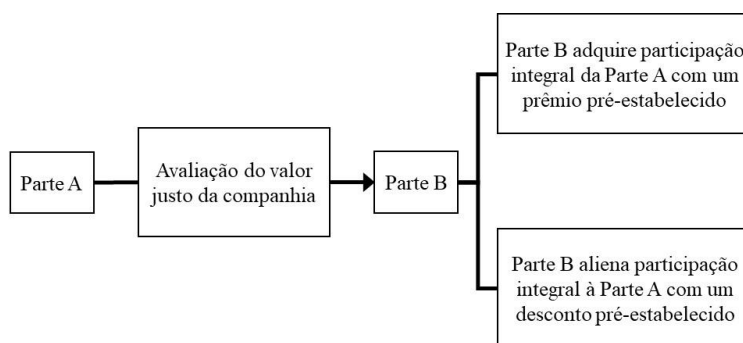 Parte A
Avaliação do valor
justo da companhia
Parte B
Parte B adquire participação
integral da Parte A com um
prêmio pré-estabelecido
Parte B aliena participação
integral à Parte A com um
desconto pré-estabelecido